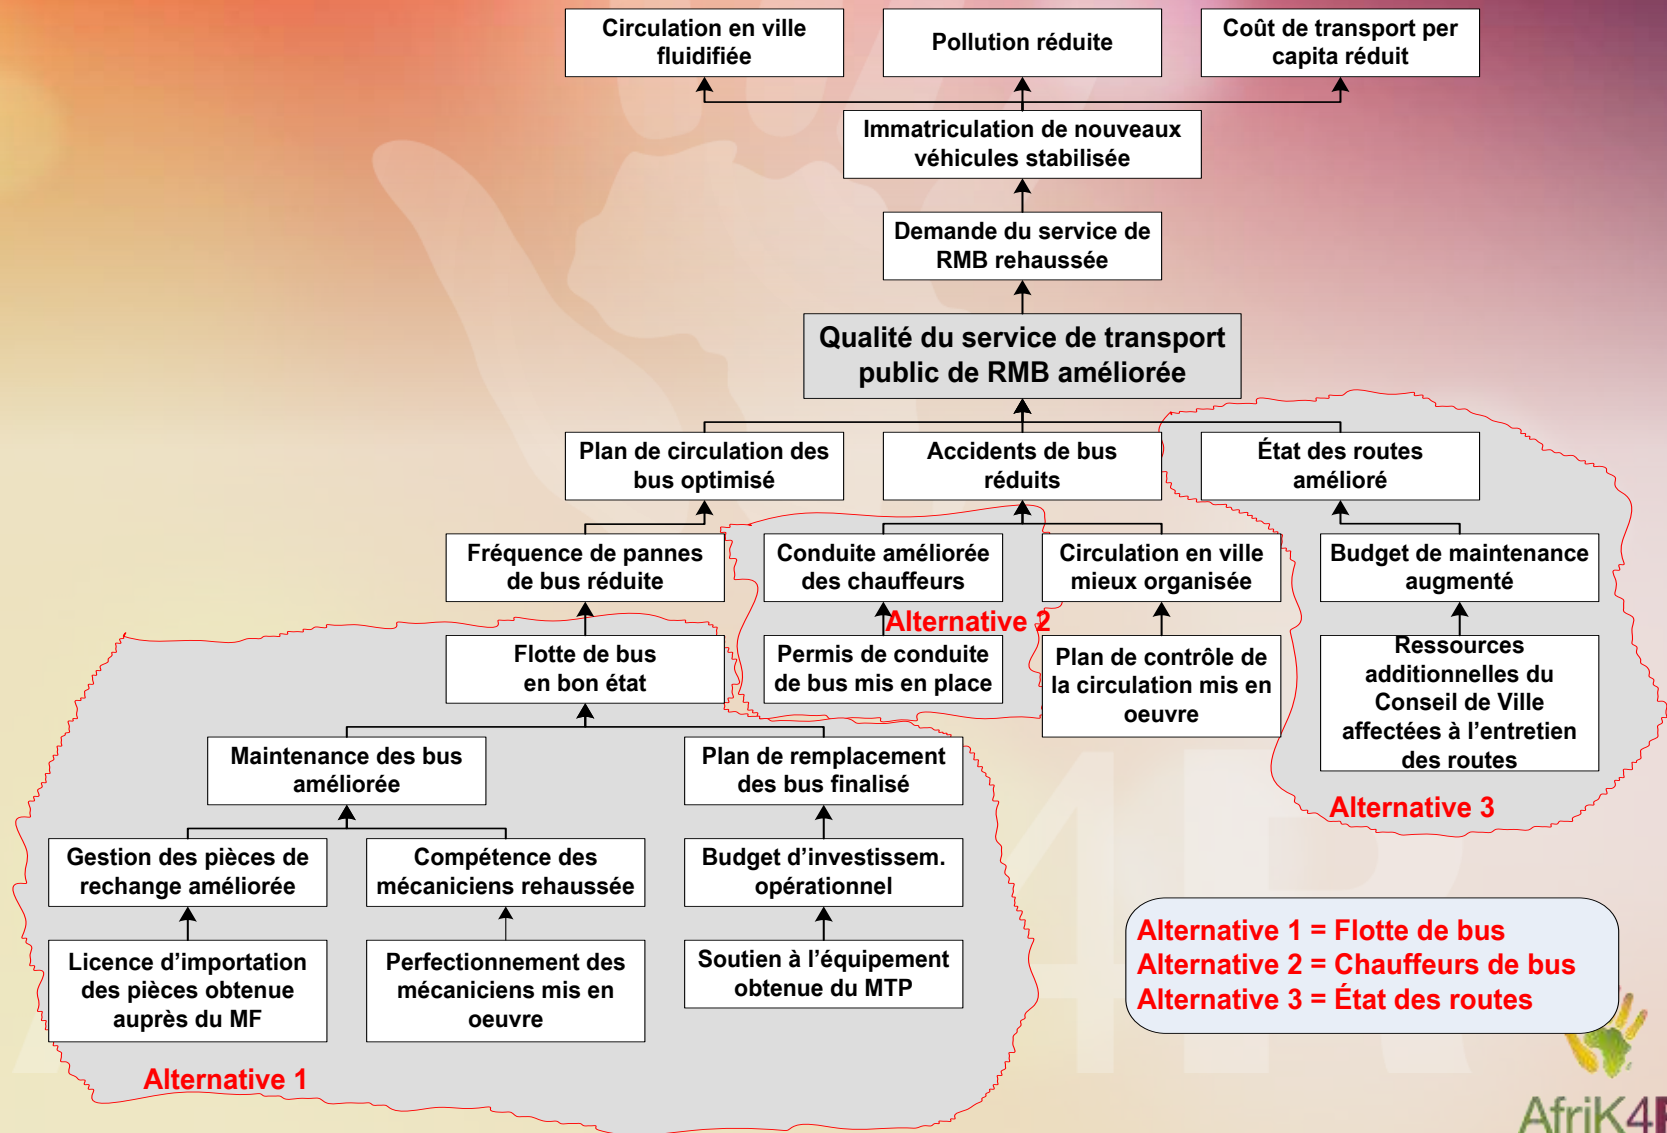 Circulation en ville
fluidifiée
Pollution réduite
Coût de transport per
capita réduit
Immatriculation de nouveaux
véhicules stabilisée
Demande du service de
RMB rehaussée
Qualité du service de transport
public de RMB améliorée
Plan de circulation des
bus optimisé
Accidents de bus
réduits
État des routes
amélioré
Fréquence de pannes
de bus réduite
Conduite améliorée
des chauffeurs
Circulation en ville
mieux organisée
Budget de maintenance
augmenté
Alternative 2
Flotte de bus
en bon état
Permis de conduite
de bus mis en place
Plan de contrôle de
la circulation mis en
oeuvre
Ressources
additionnelles du
Conseil de Ville
affectées à l’entretien
des routes
Maintenance des bus
améliorée
Plan de remplacement
des bus finalisé
Alternative 3
Gestion des pièces de
rechange améliorée
Compétence des
mécaniciens rehaussée
Budget d’investissem.
opérationnel
Licence d’importation
des pièces obtenue
auprès du MF
Perfectionnement des
mécaniciens mis en
oeuvre
Soutien à l’équipement
obtenue du MTP
Alternative 1
Alternative 1 = Flotte de bus
Alternative 2 = Chauffeurs de bus
Alternative 3 = État des routes